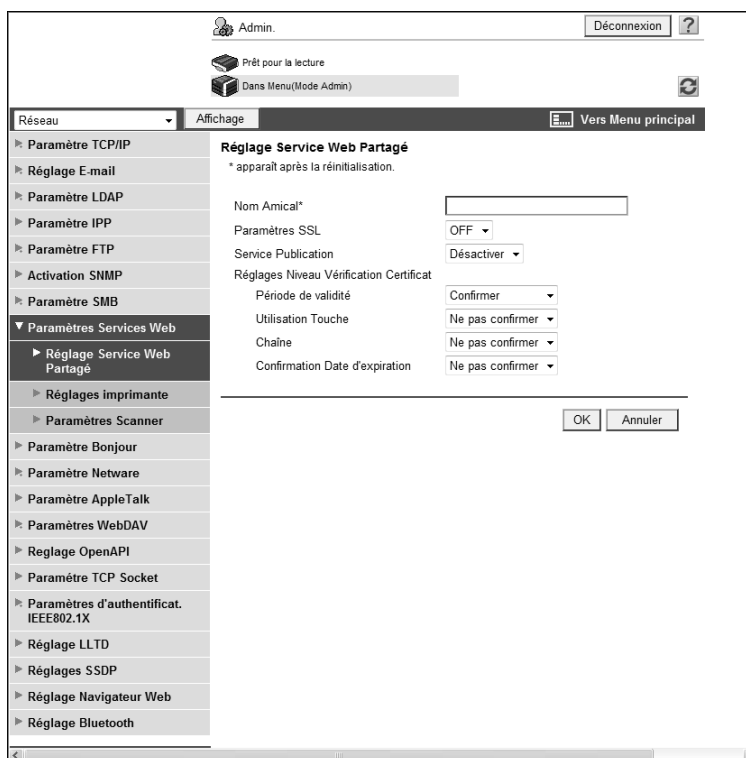 Admin.
Déconnexion
?
Prêt pour la lecture
Dans Menu(Mode Admin)
Réseau
Affichage
Vers Menu principal
Paramètre TCP/IP
Réglage E-mail
Paramètre LDAP
Paramètre IPP
Paramètre FTP
Activation SNMP
Paramètre SMB
Paramètres Services Web
Réglage Service Web
Partagé
Réglages imprimante
Paramètres Scanner
Paramètre Bonjour
Paramètre Netware
Paramètre AppleTalk
Paramètres WebDAV
Reglage OpenAPI
Paramétre TCP Socket
Paramètres d'authentificat.
IEEE802.1X
Réglage LLTD
Réglages SSDP
Réglage Navigateur Web
Réglage Bluetooth
Réglage Service Web Partagé
* apparaît après la réinitialisation.
Nom Amical*
Paramètres SSL OFF
Service Publication Désactiver
Réglages Niveau Vérification Certificat
Période de validité Confirmer
Utilisation Touche Ne pas confirmer
Chaîne Ne pas confirmer
Confirmation Date d'expiration Ne pas confirmer
OK Annuler